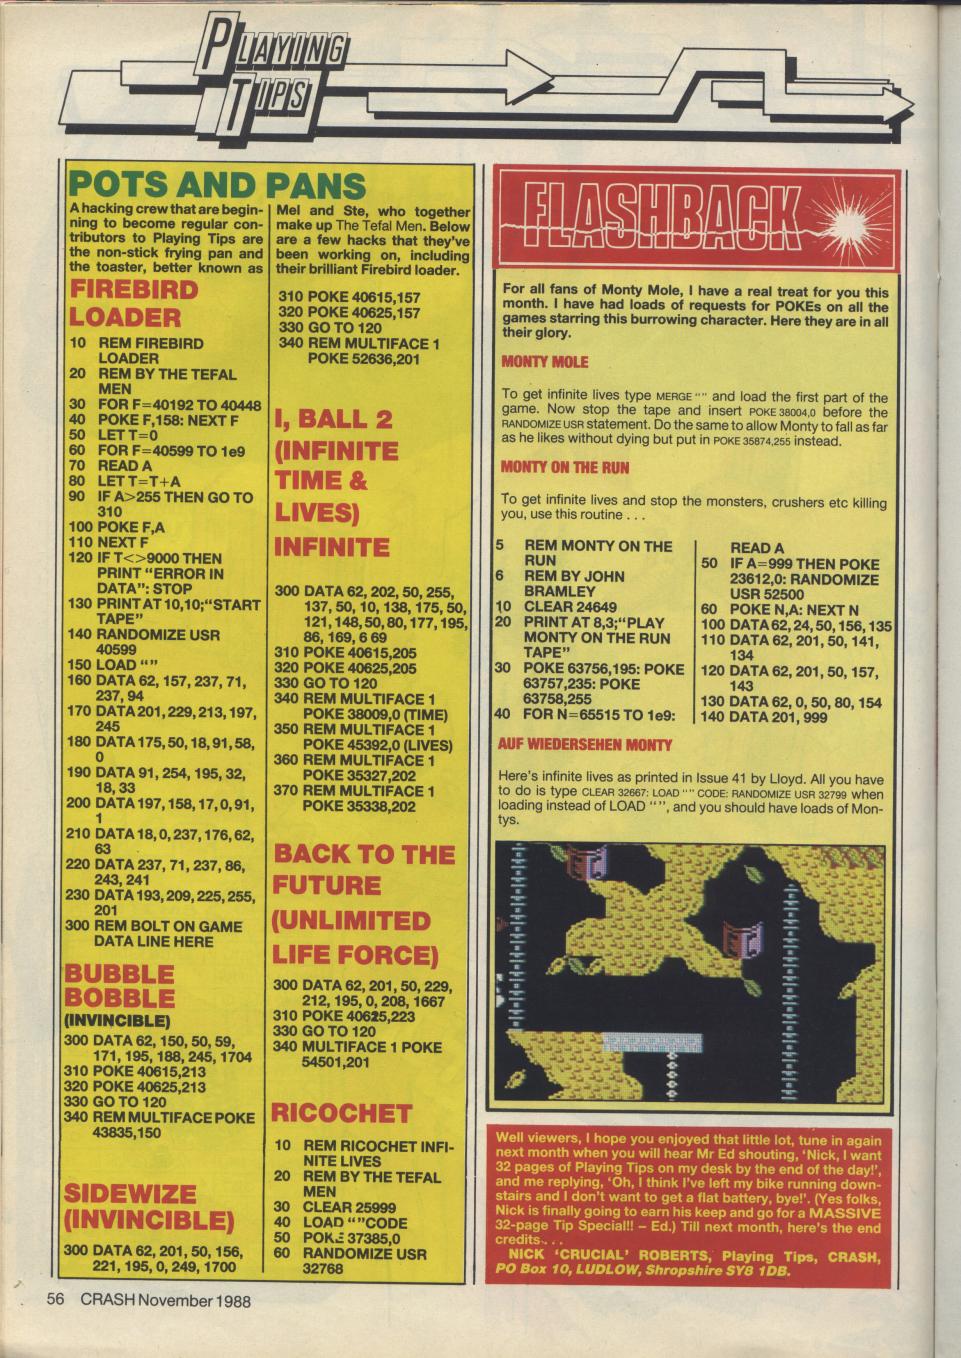 PLAYING
TIPS
POTS AND PANS
A hacking crew that are begin-
ning to become regular con-
tributors to Playing Tips are
the non-stick frying pan and
the toaster, better known as
Mel and Ste, who together
make up The Tefal Men. Below
are a few hacks that they've
been working on, including
their brilliant Firebird loader.
FIREBIRD
LOADER
10 REM FIREBIRD
LOADER
20 REM BY THE TEFAL
MEN
30 FOR F=40192 TO 40448
40 POKE F,158: NEXT F
50 LET T=0
60 FOR F=40599 TO 1e9
70 READ A
80 LET T=T+A
90 IF A>255 THEN GO TO
310
100 POKE F,A
110 NEXT F
120 IF T<>9000 THEN
PRINT "ERROR IN
DATA": STOP
130 PRINT AT 10,10;"START
TAPE"
140 RANDOMIZE USR
40599
150 LOAD ""
160 DATA 62, 157, 237, 71,
237, 94
170 DATA 201, 229, 213, 197,
245
180 DATA 175, 50, 18, 91, 58,
0
190 DATA 91, 254, 195, 32,
18, 33
200 DATA 197, 158, 17, 0, 91,
1
210 DATA 18, 0, 237, 176, 62,
63
220 DATA 237, 71, 237, 86,
243, 241
230 DATA 193, 209, 225, 255,
201
300 REM BOLT ON GAME
DATA LINE HERE
BUBBLE
BOBBLE
(INVINCIBLE)
300 DATA 62, 150, 50, 59,
171, 195, 188, 245, 1704
310 POKE 40615,213
320 POKE 40625,213
330 GO TO 120
340 REM MULTIFACE POKE
43835,150
SIDEWIZE
(INVINCIBLE)
300 DATA 62, 201, 50, 156,
221, 195, 0, 249, 1700
310 POKE 40615,157
320 POKE 40625,157
330 GO TO 120
340 REM MULTIFACE 1
POKE 52636,201
I, BALL 2
(INFINITE
TIME &
LIVES)
INFINITE
300 DATA 62, 202, 50, 255,
137, 50, 10, 138, 175, 50,
121, 148, 50, 80, 177, 195,
86, 169, 6 69
310 POKE 40615,205
320 POKE 40625,205
330 GO TO 120
340 REM MULTIFACE 1
POKE 38009,0 (TIME)
350 REM MULTIFACE 1
POKE 45392,0 (LIVES)
360 REM MULTIFACE 1
POKE 35327,202
370 REM MULTIFACE 1
POKE 35338,202
BACK TO THE
FUTURE
(UNLIMITED
LIFE FORCE)
300 DATA 62, 201, 50, 229,
212, 195, 0, 208, 1667
310 POKE 40625,223
330 GO TO 120
340 MULTIFACE 1 POKE
54501,201
RICOCHET
10 REM RICOCHET INFI-
NITE LIVES
20 REM BY THE TEFAL
MEN
30 CLEAR 25999
40 LOAD ""CODE
50 POKE 37385,0
60 RANDOMIZE USR
32768
FLASHBACK
For all fans of Monty Mole, I have a real treat for you this
month. I have had loads of requests for POKEs on all the
games starring this burrowing character. Here they are in all
their glory.
MONTY MOLE
To get infinite lives type MERGE "" and load the first part of the
game. Now stop the tape and insert POKE 38004,0 before the
RANDOMIZE USR statement. Do the same to allow Monty to fall as far
as he likes without dying but put in POKE 35874,255 instead.
MONTY ON THE RUN
To get infinite lives and stop the monsters, crushers etc killing
you, use this routine . . .
5 REM MONTY ON THE
RUN
6 REM BY JOHN
BRAMLEY
10 CLEAR 24649
20 PRINT AT 8,3;"PLAY
MONTY ON THE RUN
TAPE"
30 POKE 63756,195: POKE
63757,235: POKE
63758,255
40 FOR N=65515 TO 1e9:
READ A
50 IF A=999 THEN POKE
23612,0: RANDOMIZE
USR 52500
60 POKE N,A: NEXT N
100 DATA 62, 24, 50, 156, 135
110 DATA 62, 201, 50, 141,
134
120 DATA 62, 201, 50, 157,
143
130 DATA 62, 0, 50, 80, 154
140 DATA 201, 999
AUF WIEDERSEHEN MONTY
Here's infinite lives as printed in Issue 41 by Lloyd. All you have
to do is type CLEAR 32667: LOAD "" CODE: RANDOMIZE USR 32799 when
loading instead of LOAD "", and you should have loads of Mon-
tys.
Well viewers, I hope you enjoyed that little lot, tune in again
next month when you will hear Mr Ed shouting, 'Nick, I want
32 pages of Playing Tips on my desk by the end of the day!',
and me replying, 'Oh, I think I've left my bike running down-
stairs and I don't want to get a flat battery, bye!'. (Yes folks,
Nick is finally going to earn his keep and go for a MASSIVE
32-page Tip Special!! – Ed.) Till next month, here's the end
credits. . .
NICK 'CRUCIAL' ROBERTS, Playing Tips, CRASH,
PO Box 10, LUDLOW, Shropshire SY8 1DB.
56 CRASH November 1988